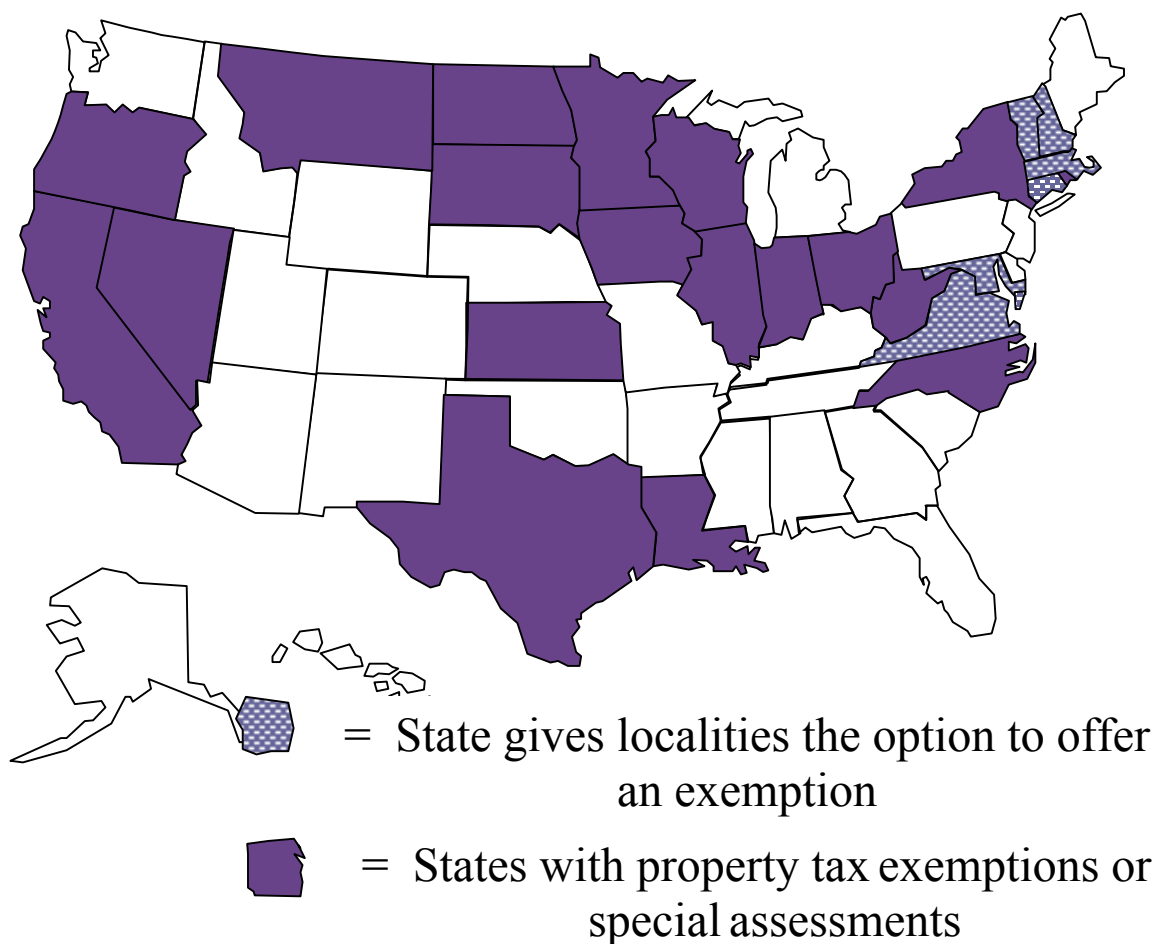 = State gives localities the option to offer
an exemption
= States with property tax exemptions or
special assessments